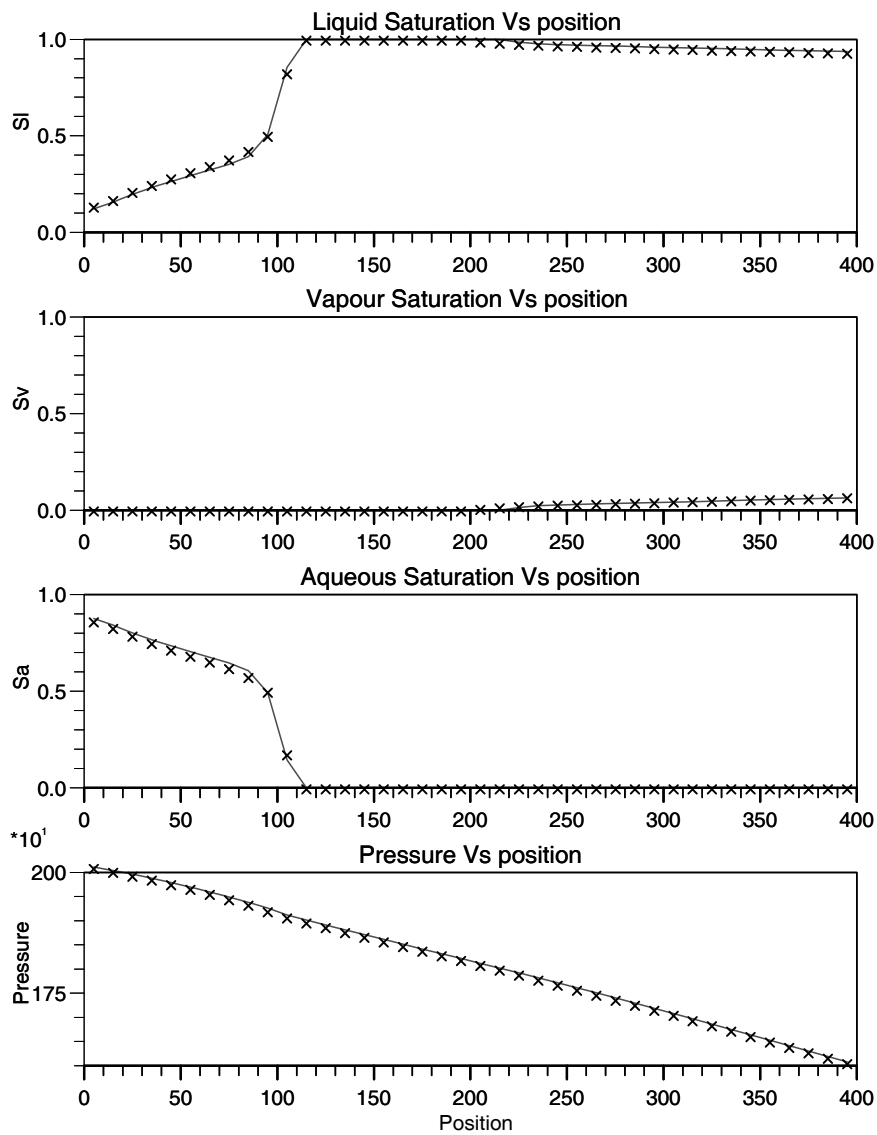 Liquid Saturation Vs position
1.0
Sl
0.5
0.0
0 50 100 150 200 250 300 350 400
Vapour Saturation Vs position
1.0
Sv
0.5
0.0
0 50 100 150 200 250 300 350 400
Aqueous Saturation Vs position
1.0
Sa
0.5
0.0
0 50 100 150 200 250 300 350 400
*10¹
Pressure Vs position
200
Pressure
175
0 50 100 150 200 250 300 350 400
Position